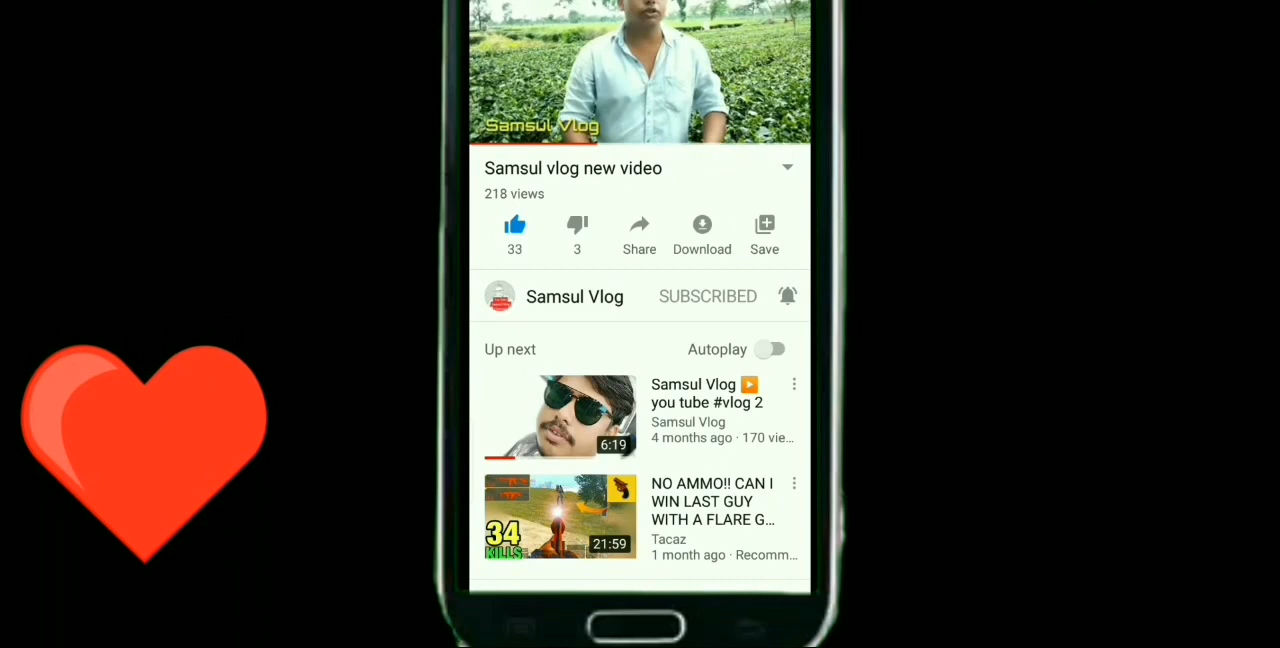 Samsul Vlog
Samsul vlog new video
218 views
33
3
Share
Download
Save
Samsul Vlog
SUBSCRIBED
Up next
Autoplay
6:19
Samsul Vlog ▶️
you tube #vlog 2
Samsul Vlog
4 months ago · 170 vie...
34
KILLS
21:59
NO AMMO!! CAN I
WIN LAST GUY
WITH A FLARE G...
Tacaz
1 month ago · Recomm...